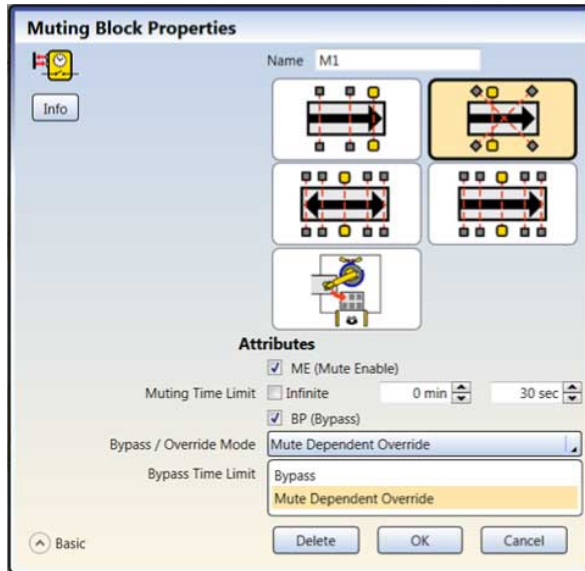 Muting Block Properties
Name M1
Info
Attributes
ME (Mute Enable)
Muting Time Limit Infinite 0 min 30 sec
BP (Bypass)
Bypass / Override Mode Mute Dependent Override
Bypass Time Limit Bypass
Mute Dependent Override
Basic Delete OK Cancel